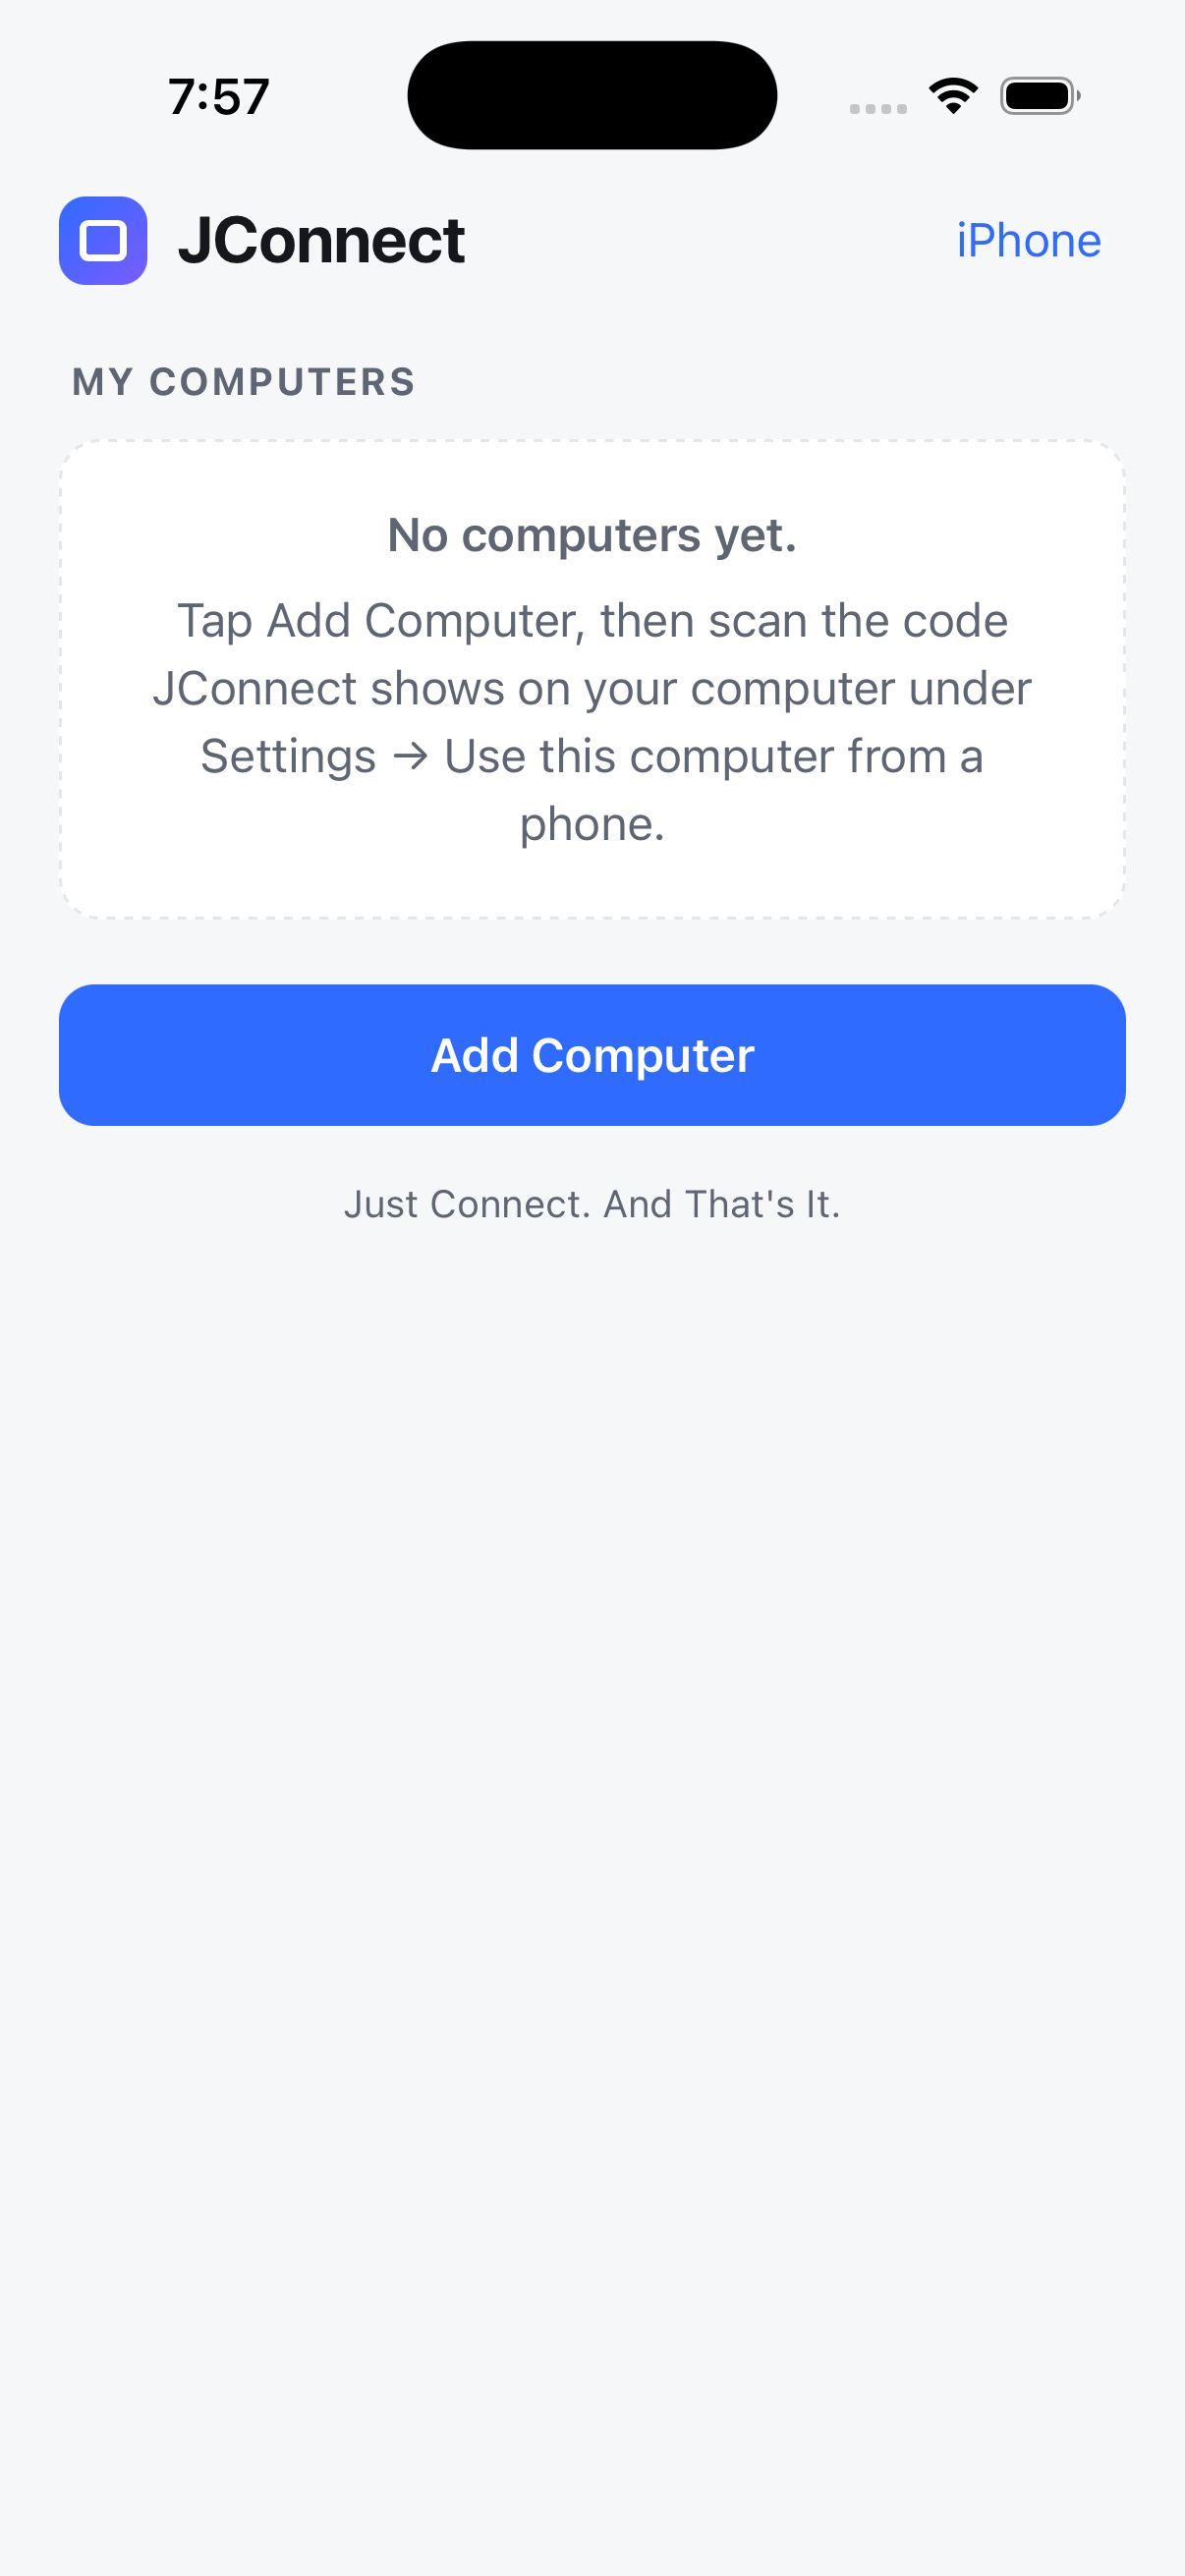 7:57
JConnect
iPhone
MY COMPUTERS
No computers yet.
Tap Add Computer, then scan the code
JConnect shows on your computer under
Settings → Use this computer from a
phone.
Add Computer
Just Connect. And That's It.